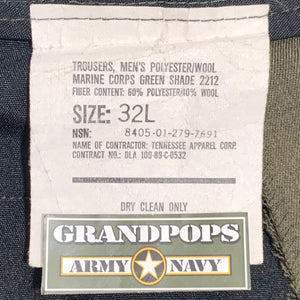 TROUSERS, MEN'S POLYESTER/WOOL
MARINE CORPS GREEN SHADE 2212
FIBER CONTENT: 60% POLYESTER/40% WOOL
SIZE: 32L
NSN: 8405-01-279-7691
NAME OF CONTRACTOR: TENNESSEE APPAREL CORP.
CONTRACT NO.: DLA 100-89-C-0532
DRY CLEAN ONLY
GRANDPOPS
ARMY NAVY